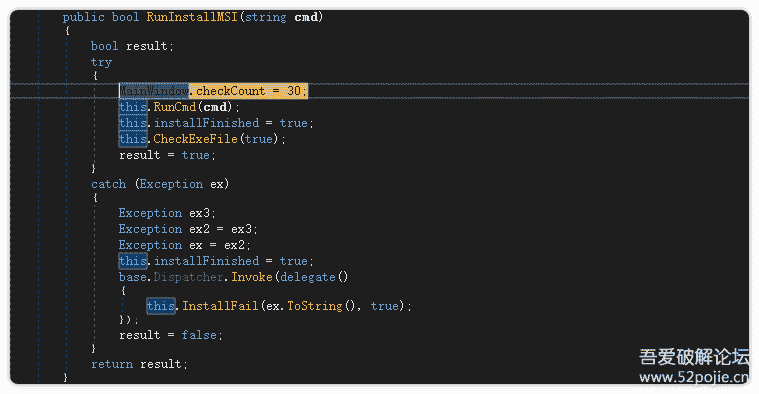 public bool RunInstallMSI(string cmd)
{
bool result;
try
{
MainWindow.checkCount = 30;
this.RunCmd(cmd);
this.installFinished = true;
this.CheckExeFile(true);
result = true;
}
catch (Exception ex)
{
Exception ex3;
Exception ex2 = ex3;
Exception ex = ex2;
this.installFinished = true;
base.Dispatcher.Invoke(delegate()
{
this.InstallFail(ex.ToString(), true);
});
result = false;
}
return result;
}
吾爱破解论坛
www.52pojie.cn